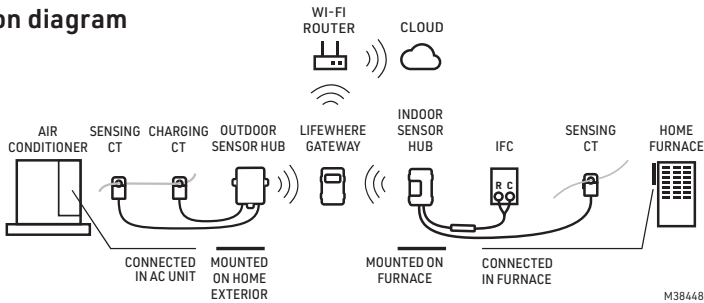 on diagram
WI-FI
ROUTER
CLOUD
AIR
CONDITIONER
SENSING
CT
CHARGING
CT
OUTDOOR
SENSOR HUB
LIFEWHERE
GATEWAY
INDOOR
SENSOR
HUB
IFC
R C
SENSING
CT
HOME
FURNACE
CONNECTED
IN AC UNIT
MOUNTED
ON HOME
EXTERIOR
MOUNTED ON
FURNACE
CONNECTED
IN FURNACE
M38448